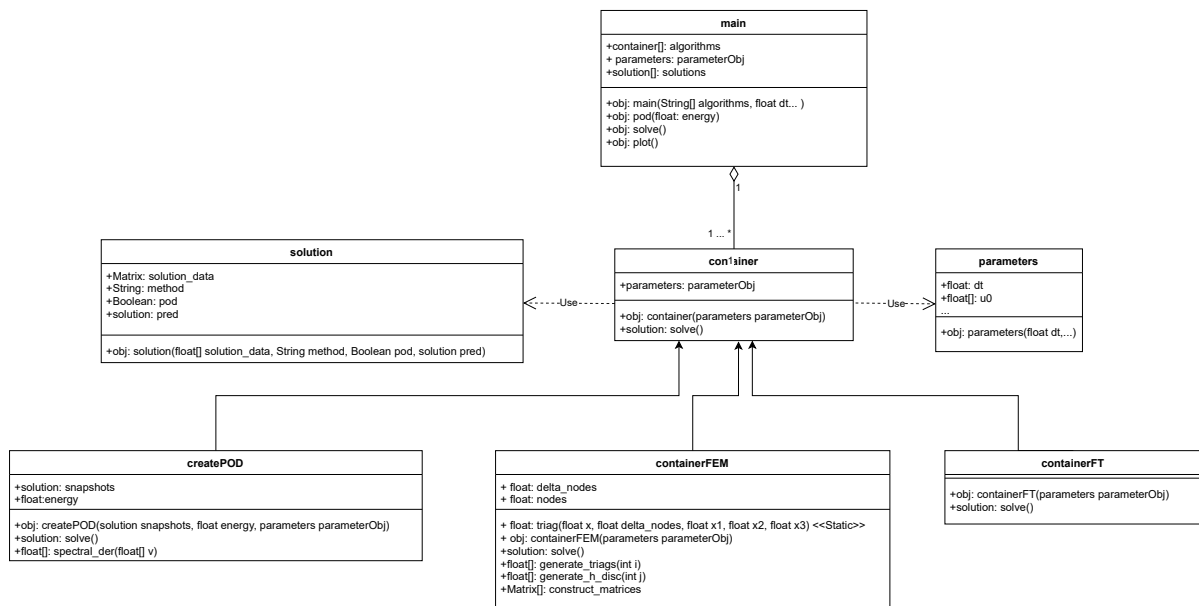 main
+container[]: algorithms
+ parameters: parameterObj
+solution[]: solutions
+obj: main(String[] algorithms, float dt... )
+obj: pod(float: energy)
+obj: solve()
+obj: plot()
1
1 ... *
solution
+Matrix: solution_data
+String: method
+Boolean: pod
+solution: pred
+obj: solution(float[] solution_data, String method, Boolean pod, solution pred)
Use
container
1
+parameters: parameterObj
+obj: container(parameters parameterObj)
+solution: solve()
Use
parameters
+float: dt
+float[]: u0
...
+obj: parameters(float dt,...)
createPOD
+solution: snapshots
+float:energy
+obj: createPOD(solution snapshots, float energy, parameters parameterObj)
+solution: solve()
+float[]: spectral_der(float[] v)
containerFEM
+ float: delta_nodes
+ float: nodes
+ float: triag(float x, float delta_nodes, float x1, float x2, float x3) <<Static>>
+ obj: containerFEM(parameters parameterObj)
+solution: solve()
+float[]: generate_triags(int i)
+float[]: generate_h_disc(int j)
+Matrix[]: construct_matrices
containerFT
+obj: containerFT(parameters parameterObj)
+solution: solve()